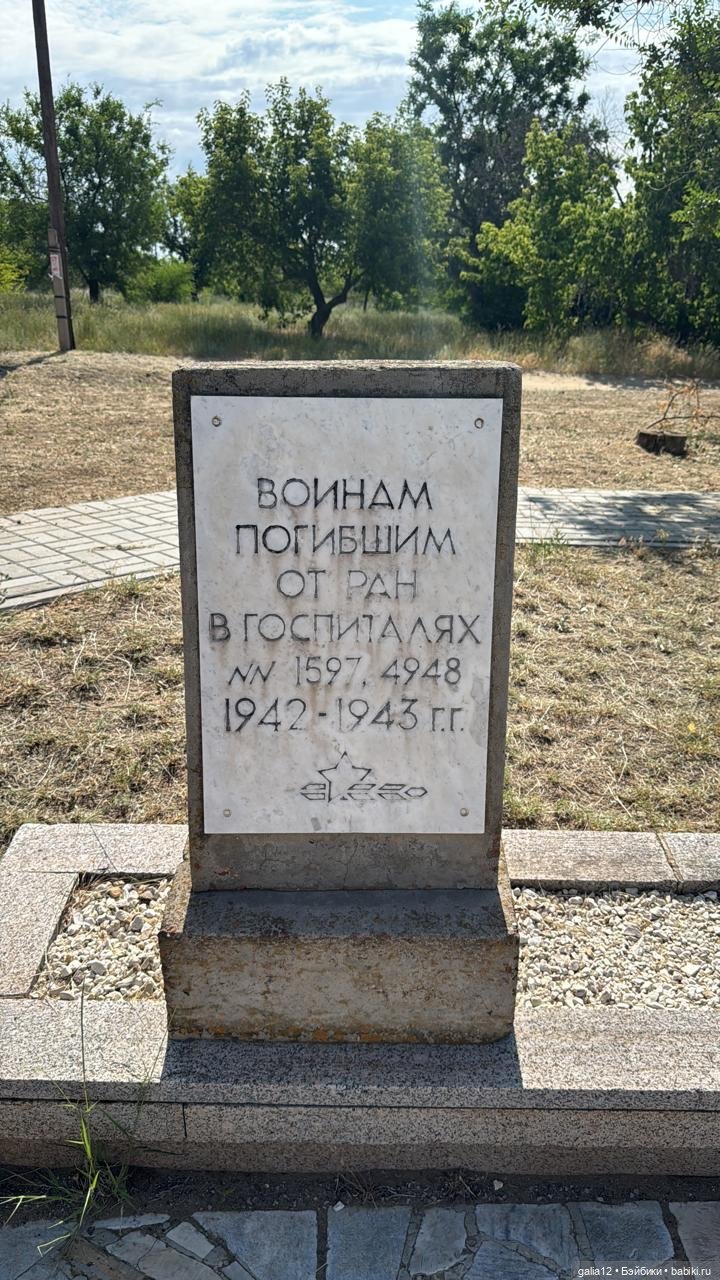 ВОИНАМ
ПОГИБШИМ
ОТ РАН
В ГОСПИТАЛЯХ
NN 1597, 4948
1942-1943 г.г.
galia12 • Бэйбики • babiki.ru